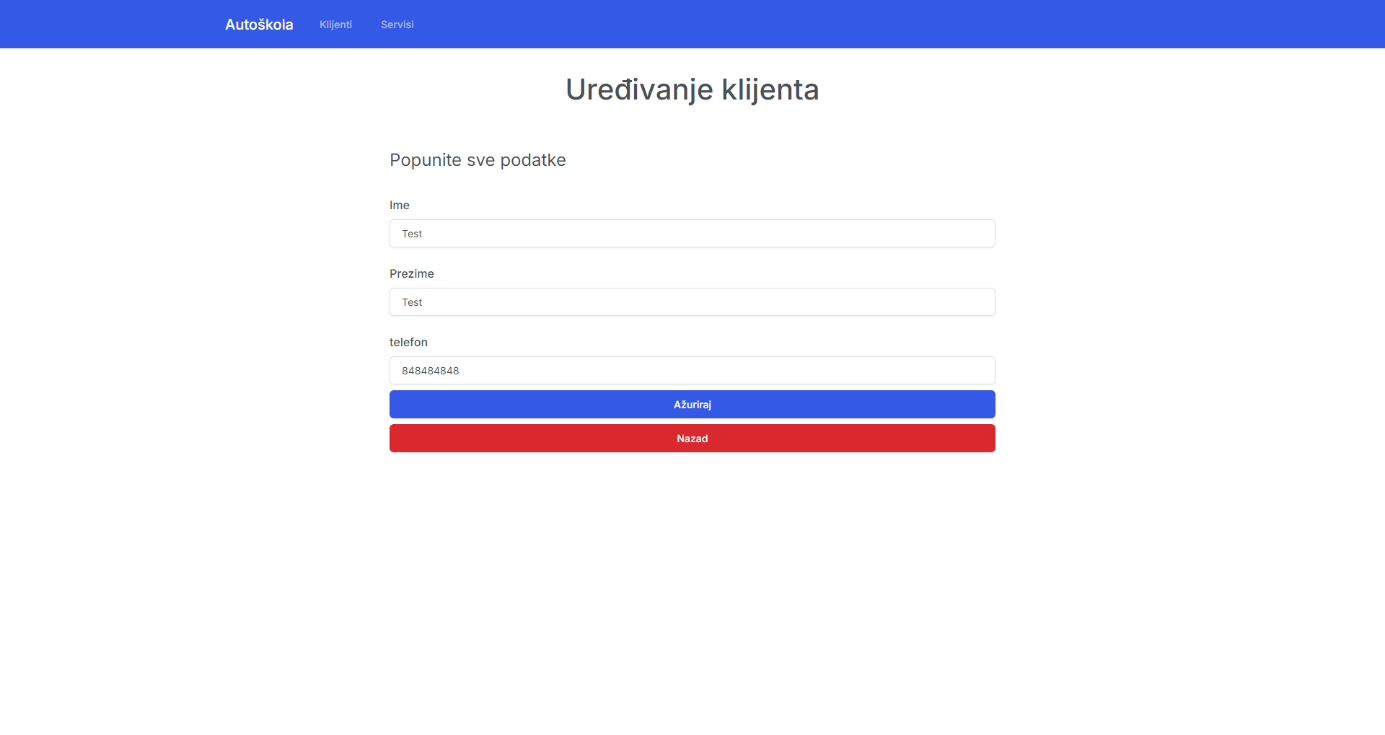 Autoškola Klijenti Servisi
Uređivanje klijenta
Popunite sve podatke
Ime
Test
Prezime
Test
telefon
848484848
Ažuriraj
Nazad